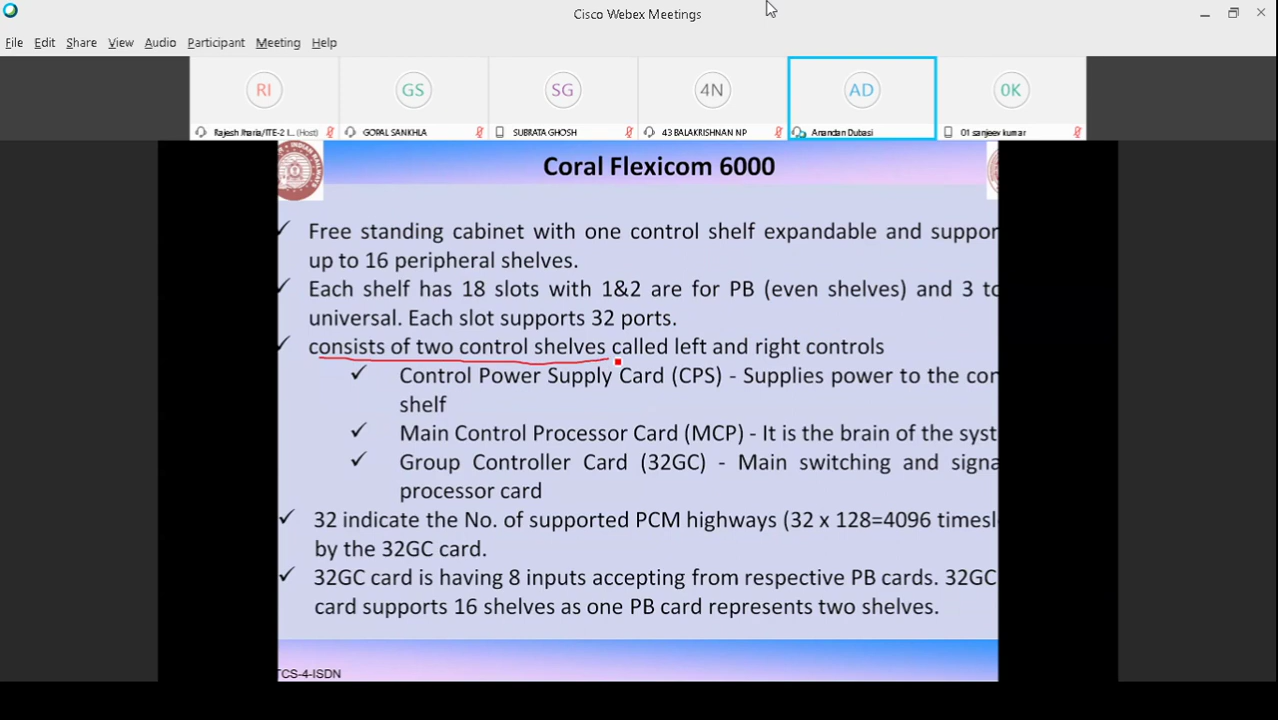 Cisco Webex Meetings
File Edit Share View Audio Participant Meeting Help
RI GS SG 4N AD 0K
Rajesh Jharia/ITE-2 I... (Host) GOPAL SANKHLA SUBRATA GHOSH 43 BALAKRISHNAN NP Anandan Dubasi 01 sanjeev kumar
INDIAN RAILWAYS
Coral Flexicom 6000
Free standing cabinet with one control shelf expandable and suppor
up to 16 peripheral shelves.
Each shelf has 18 slots with 1&2 are for PB (even shelves) and 3 to
universal. Each slot supports 32 ports.
consists of two control shelves called left and right controls
Control Power Supply Card (CPS) - Supplies power to the con
shelf
Main Control Processor Card (MCP) - It is the brain of the syst
Group Controller Card (32GC) - Main switching and signa
processor card
32 indicate the No. of supported PCM highways (32 x 128=4096 timesl
by the 32GC card.
32GC card is having 8 inputs accepting from respective PB cards. 32GC
card supports 16 shelves as one PB card represents two shelves.
TCS-4-ISDN